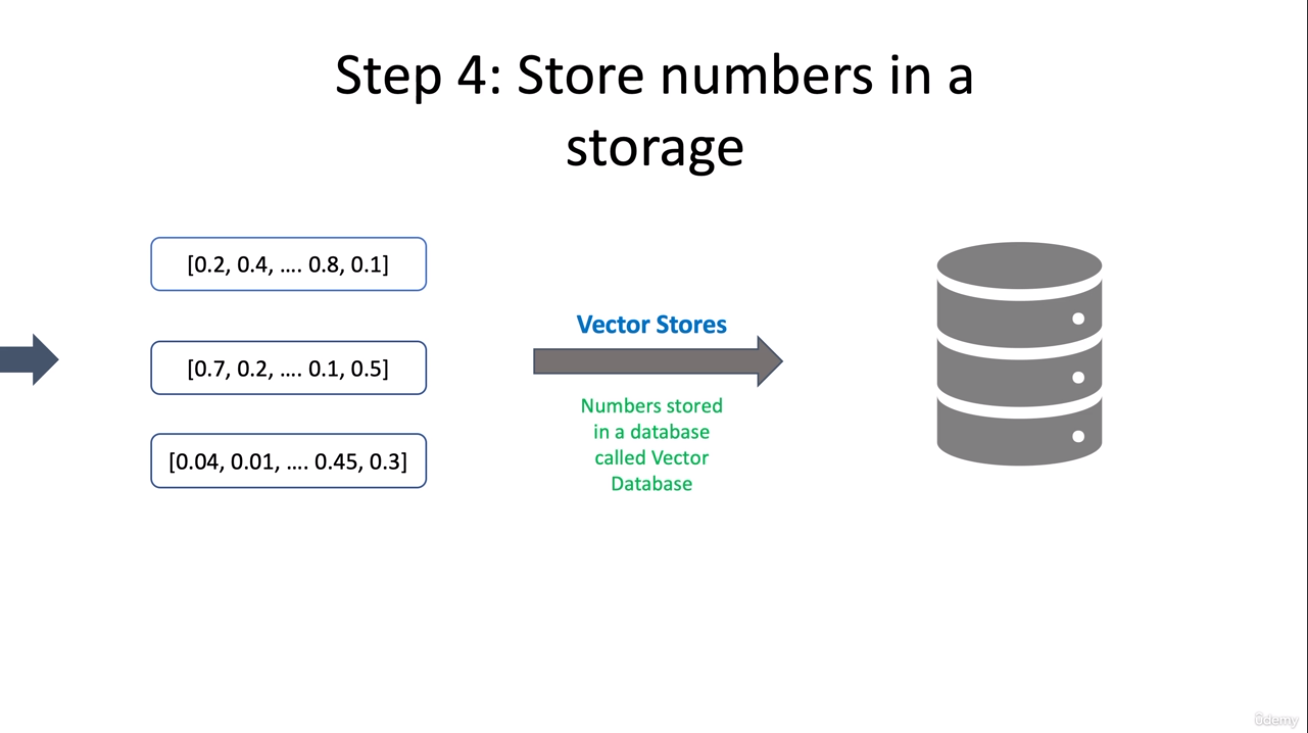 Step 4: Store numbers in a
storage
[0.2, 0.4, .... 0.8, 0.1]
[0.7, 0.2, .... 0.1, 0.5]
[0.04, 0.01, .... 0.45, 0.3]
Vector Stores
Numbers stored
in a database
called Vector
Database
ûdemy